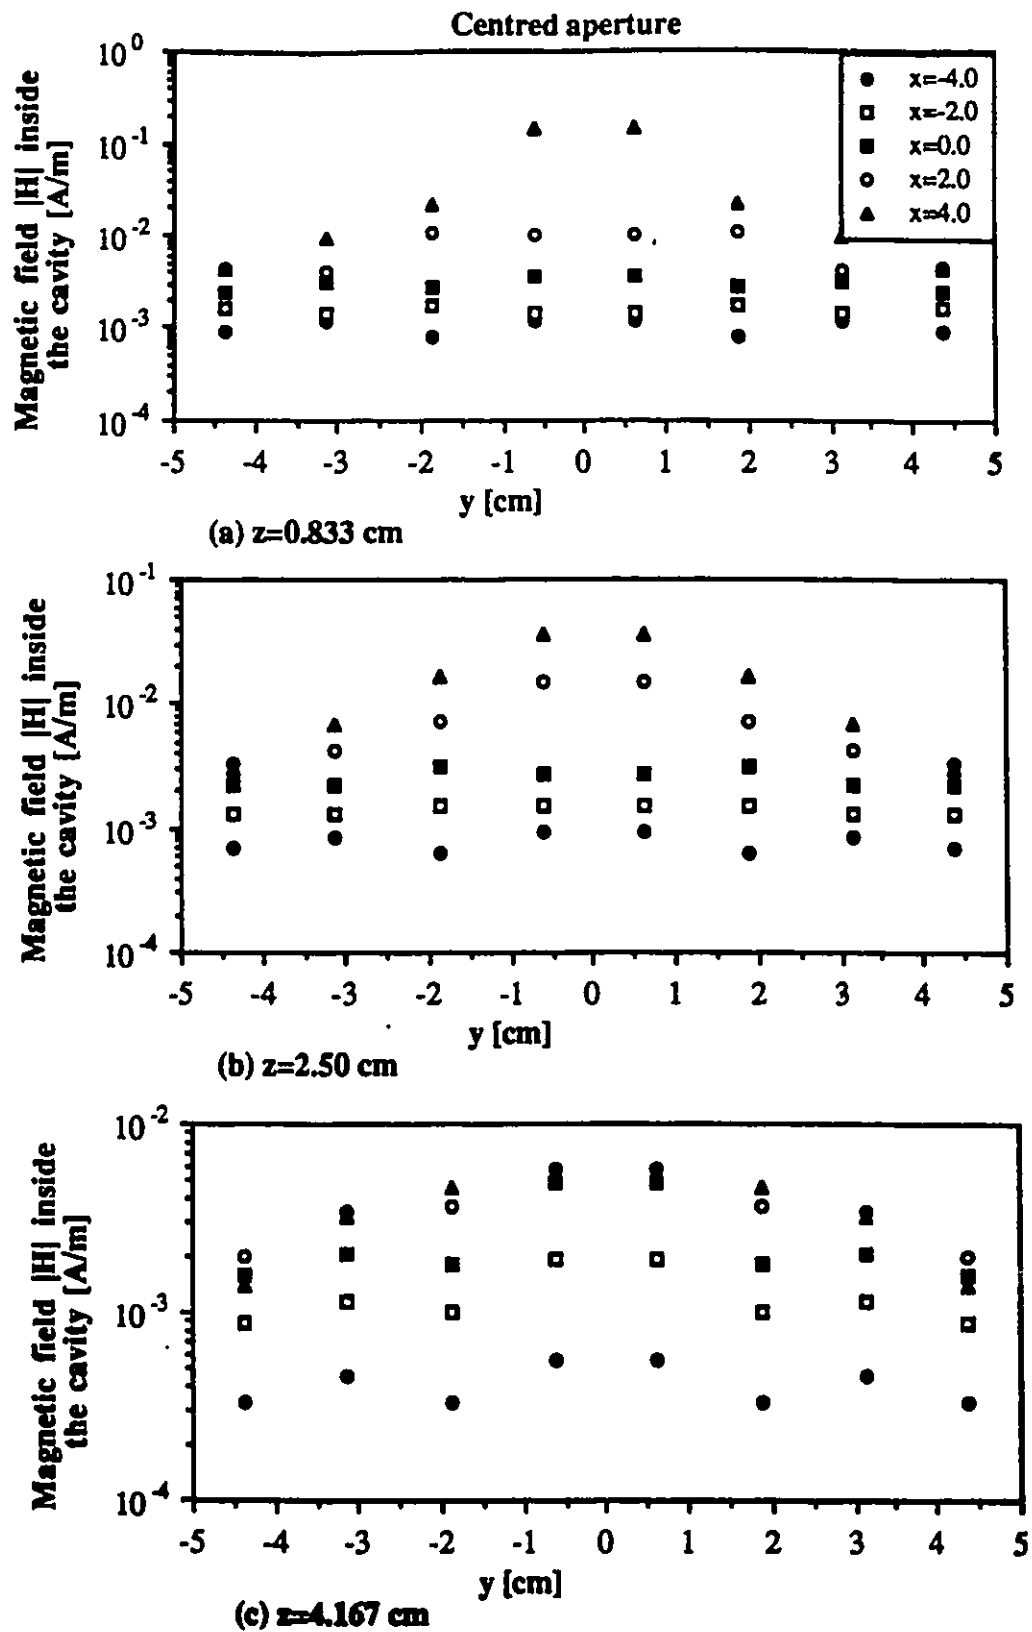 Centred aperture
Magnetic field |H| inside
the cavity [A/m]
10^0
10^-1
10^-2
10^-3
10^-4
x=-4.0
x=-2.0
x=0.0
x=2.0
x=4.0
-5 -4 -3 -2 -1 0 1 2 3 4 5
y [cm]
(a) z=0.833 cm
Magnetic field |H| inside
the cavity [A/m]
10^-1
10^-2
10^-3
10^-4
-5 -4 -3 -2 -1 0 1 2 3 4 5
y [cm]
(b) z=2.50 cm
Magnetic field |H| inside
the cavity [A/m]
10^-2
10^-3
10^-4
-5 -4 -3 -2 -1 0 1 2 3 4 5
y [cm]
(c) z=4.167 cm